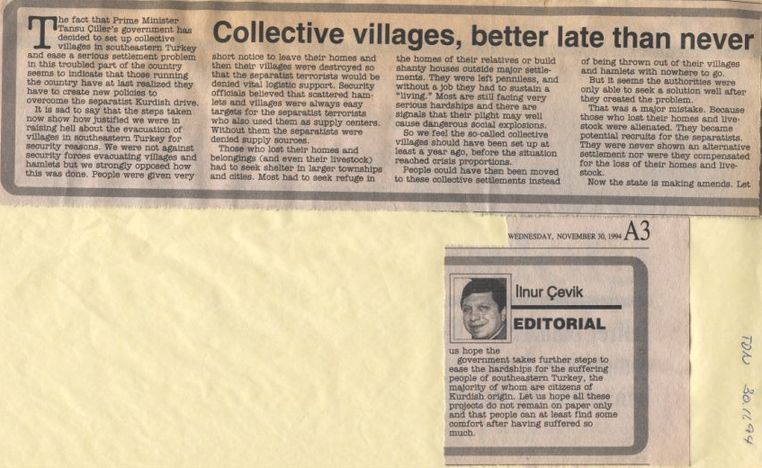 Collective villages, better late than never
The fact that Prime Minister
Tansu Çiller's government has
decided to set up collective
villages in southeastern Turkey
and ease a serious settlement problem
in this troubled part of the country
seems to indicate that those running
the country have at last realized they
have to create new policies to
overcome the separatist Kurdish drive.
It is sad to say that the steps taken
now show how justified we were in
raising hell about the evacuation of
villages in southeastern Turkey for
security reasons. We were not against
security forces evacuating villages and
hamlets but we strongly opposed how
this was done. People were given very
short notice to leave their homes and
then their villages were destroyed so
that the separatist terrorists would be
denied vital logistic support. Security
officials believed that scattered ham-
lets and villages were always easy
targets for the separatist terrorists
who also used them as supply centers.
Without them the separatists were
denied supply sources.
Those who lost their homes and
belongings (and even their livestock)
had to seek shelter in larger townships
and cities. Most had to seek refuge in
the homes of their relatives or build
shanty houses outside major settle-
ments. They were left penniless, and
without a job they had to sustain a
"living." Most are still facing very
serious hardships and there are
signals that their plight may well
cause dangerous social explosions.
So we feel the so-called collective
villages should have been set up at
least a year ago, before the situation
reached crisis proportions.
People could have then been moved
to these collective settlements instead
of being thrown out of their villages
and hamlets with nowhere to go.
But it seems the authorities were
only able to seek a solution well after
they created the problem.
That was a major mistake. Because
those who lost their homes and live-
stock were alienated. They became
potential recruits for the separatists.
They were never shown an alternative
settlement nor were they compensated
for the loss of their homes and live-
stock.
Now the state is making amends. Let
WEDNESDAY, NOVEMBER 30, 1994 A3
İlnur Çevik
EDITORIAL
us hope the
government takes further steps to
ease the hardships for the suffering
people of southeastern Turkey, the
majority of whom are citizens of
Kurdish origin. Let us hope all these
projects do not remain on paper only
and that people can at least find some
comfort after having suffered so
much.
TDN 30.11.94